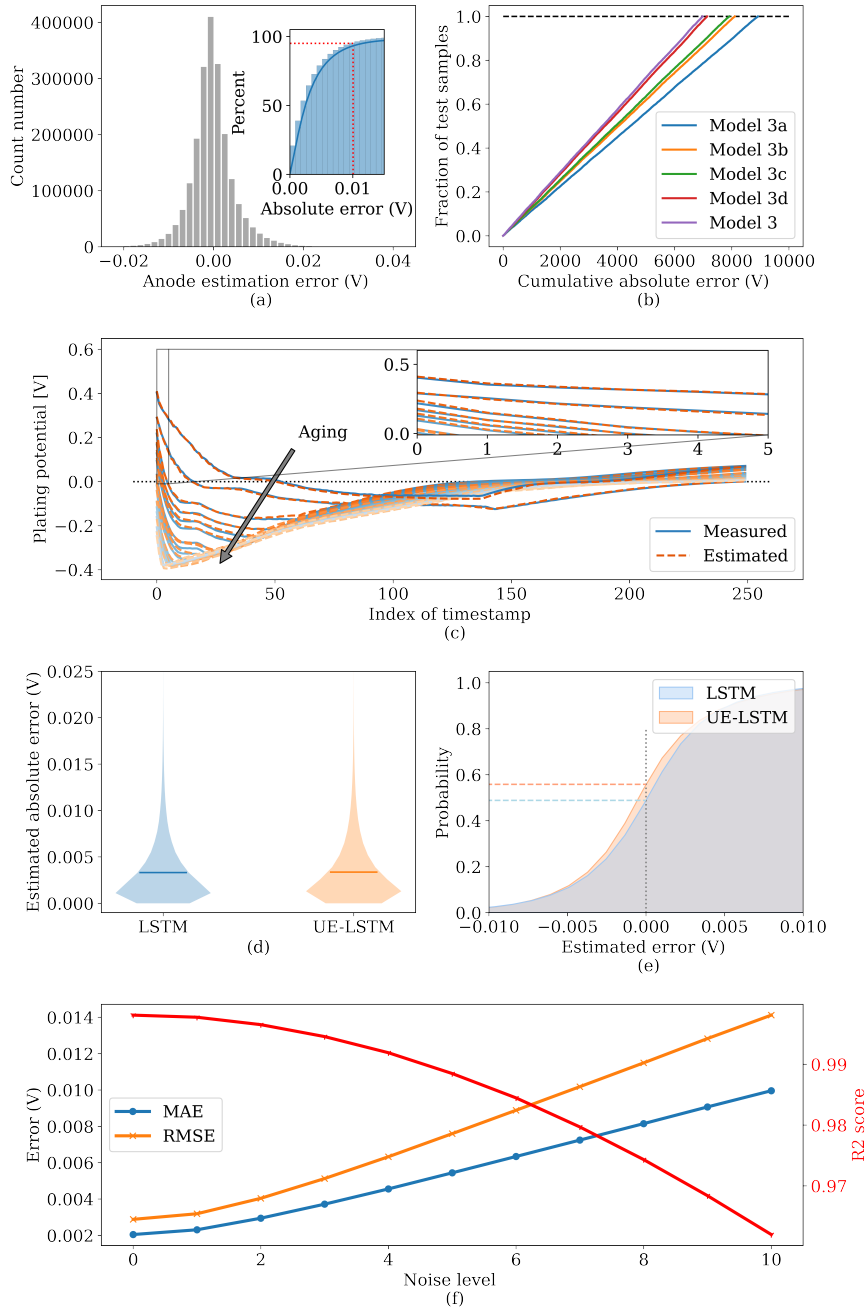 400000
300000
200000
100000
0
Count number
−0.02
0.00
0.02
0.04
Anode estimation error (V)
(a)
100
50
0
Percent
0.00
0.01
Absolute error (V)
1.0
0.8
0.6
0.4
0.2
0.0
Fraction of test samples
Model 3a
Model 3b
Model 3c
Model 3d
Model 3
0
2000
4000
6000
8000
10000
Cumulative absolute error (V)
(b)
0.6
0.4
0.2
0.0
−0.2
−0.4
Plating potential [V]
0.5
0.0
0
1
2
3
4
5
Aging
Measured
Estimated
0
50
100
150
200
250
Index of timestamp
(c)
0.025
0.020
0.015
0.010
0.005
0.000
Estimated absolute error (V)
LSTM
UE-LSTM
(d)
1.0
0.8
0.6
0.4
0.2
0.0
Probability
LSTM
UE-LSTM
−0.010
−0.005
0.000
0.005
0.010
Estimated error (V)
(e)
0.014
0.012
0.010
0.008
0.006
0.004
0.002
Error (V)
MAE
RMSE
0.99
0.98
0.97
R2 score
0
2
4
6
8
10
Noise level
(f)